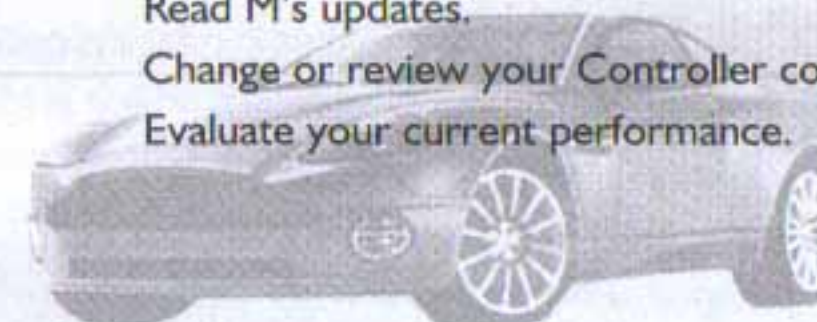 Read M's updates.
Change or review your Controller co
Evaluate your current performance.